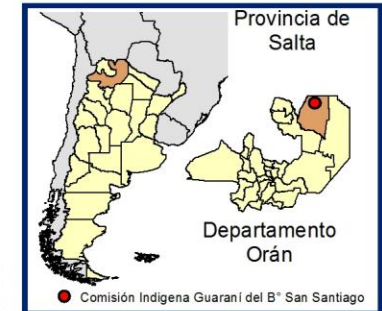 Provincia de
Salta
Departamento
Orán
Comisión Indígena Guaraní del B° San Santiago